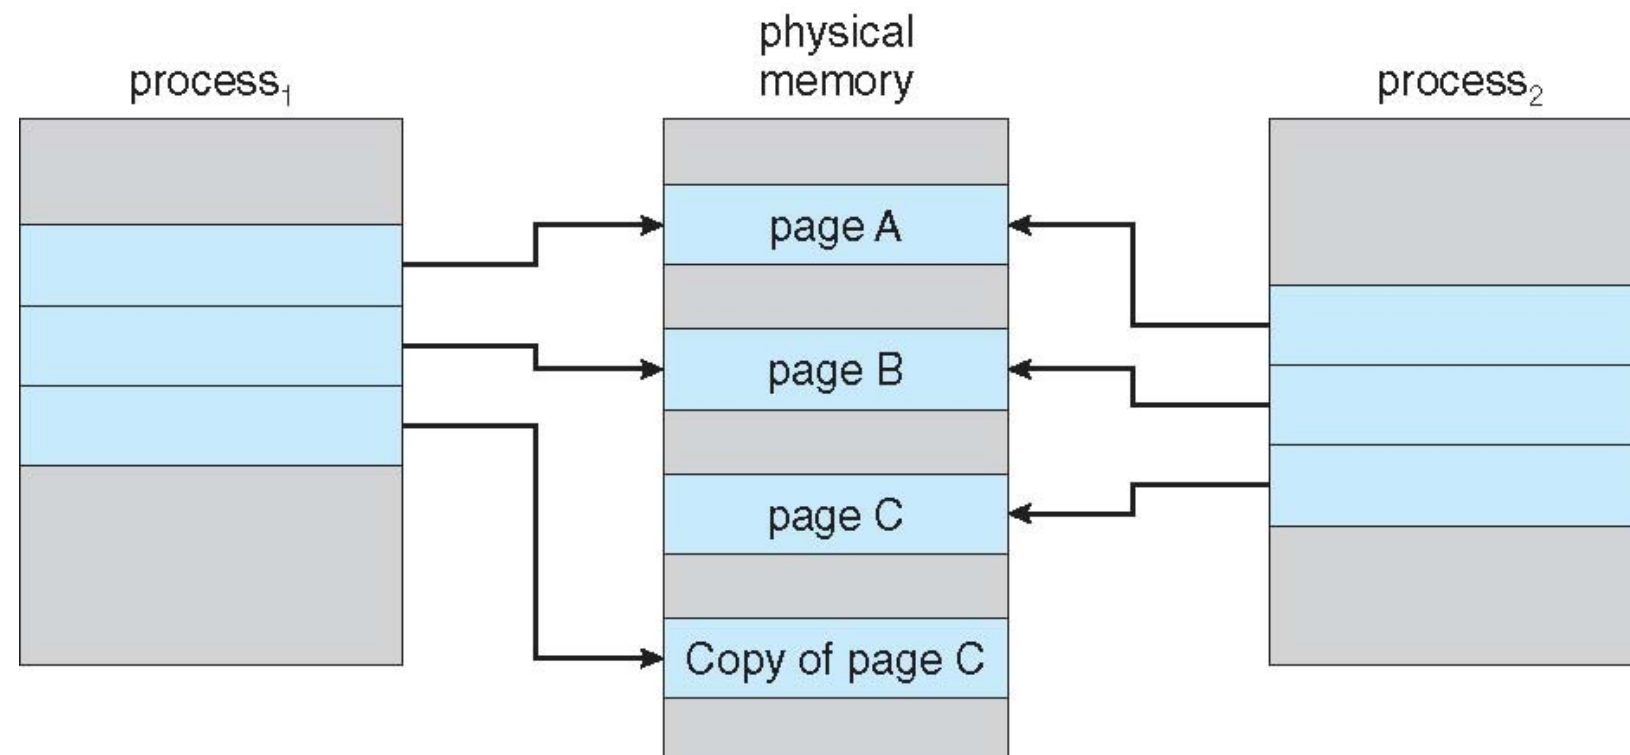 process₁
physical
memory
process₂
page A
page B
page C
Copy of page C